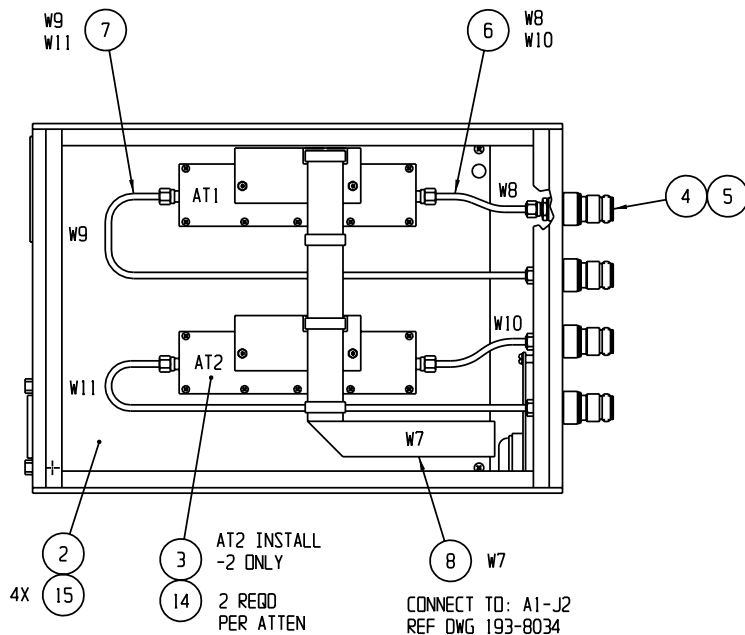 W9
W11
7
6
W8
W10
AT1
W8
4
5
W9
W10
AT2
W11
W7
2
4X
15
3
AT2 INSTALL
-2 ONLY
14
2 REQD
PER ATTEN
8
W7
CONNECT TO: A1-J2
REF DWG 193-8034